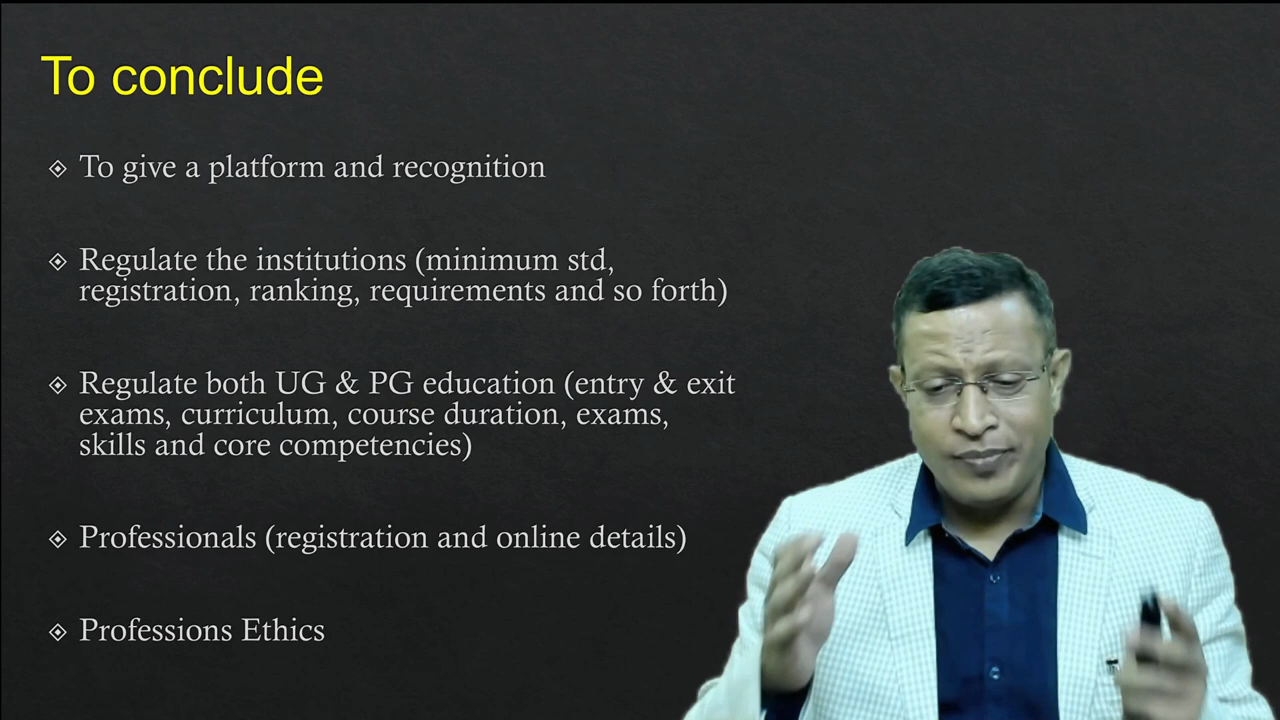 To conclude
To give a platform and recognition
Regulate the institutions (minimum std,
registration, ranking, requirements and so forth)
Regulate both UG & PG education (entry & exit
exams, curriculum, course duration, exams,
skills and core competencies)
Professionals (registration and online details)
Professions Ethics